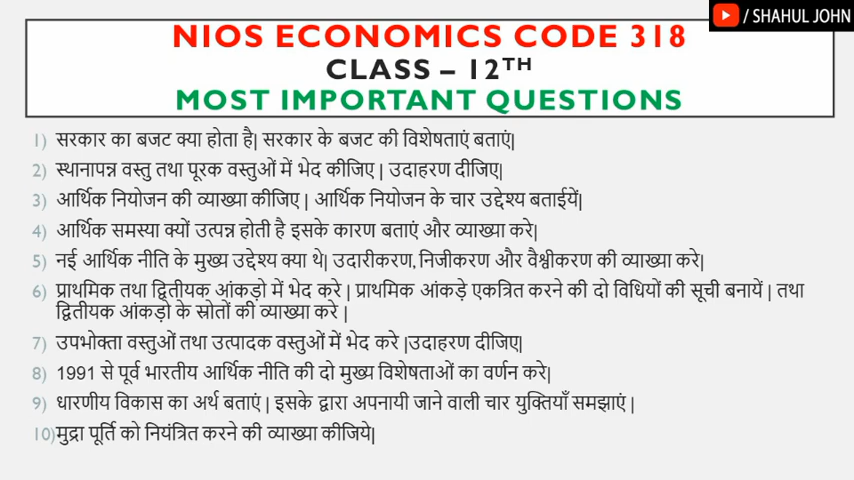 / SHAHUL JOHN
NIOS ECONOMICS CODE 318
CLASS – 12TH
MOST IMPORTANT QUESTIONS
1) सरकार का बजट क्या होता है| सरकार के बजट की विशेषताएं बताएं|
2) स्थानापन्न वस्तु तथा पूरक वस्तुओं में भेद कीजिए | उदाहरण दीजिए|
3) आर्थिक नियोजन की व्याख्या कीजिए | आर्थिक नियोजन के चार उद्देश्य बताईयें|
4) आर्थिक समस्या क्यों उत्पन्न होती है इसके कारण बताएं और व्याख्या करे|
5) नई आर्थिक नीति के मुख्य उद्देश्य क्या थे| उदारीकरण, निजीकरण और वैश्वीकरण की व्याख्या करे|
6) प्राथमिक तथा द्वितीयक आंकड़ो में भेद करे | प्राथमिक आंकड़े एकत्रित करने की दो विधियों की सूची बनायें | तथा
द्वितीयक आंकड़ो के स्रोतों की व्याख्या करे |
7) उपभोक्ता वस्तुओं तथा उत्पादक वस्तुओं में भेद करे |उदाहरण दीजिए|
8) 1991 से पूर्व भारतीय आर्थिक नीति की दो मुख्य विशेषताओं का वर्णन करे|
9) धारणीय विकास का अर्थ बताएं | इसके द्वारा अपनायी जाने वाली चार युक्तियाँ समझाएं |
10)मुद्रा पूर्ति को नियंत्रित करने की व्याख्या कीजिये|